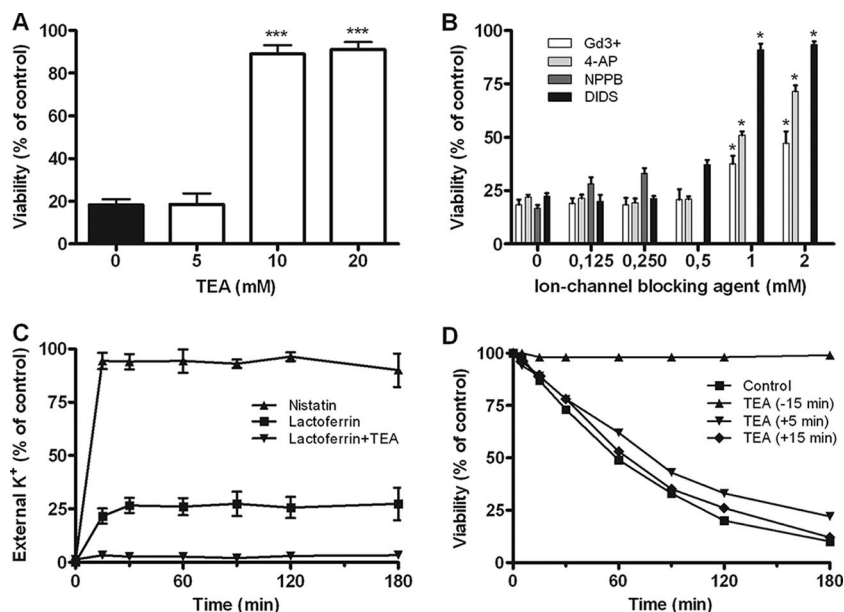 A
Viability (% of control)
100
80
60
40
20
0
***
***
0
5
10
20
TEA (mM)
B
Viability (% of control)
100
75
50
25
0
Gd3+
4-AP
NPPB
DIDS
*
*
*
*
*
*
0
0,125
0,250
0,5
1
2
Ion-channel blocking agent (mM)
C
External K+ (% of control)
100
75
50
25
0
Nistatin
Lactoferrin
Lactoferrin+TEA
0
60
120
180
Time (min)
D
Viability (% of control)
100
75
50
25
0
Control
TEA (-15 min)
TEA (+5 min)
TEA (+15 min)
0
60
120
180
Time (min)